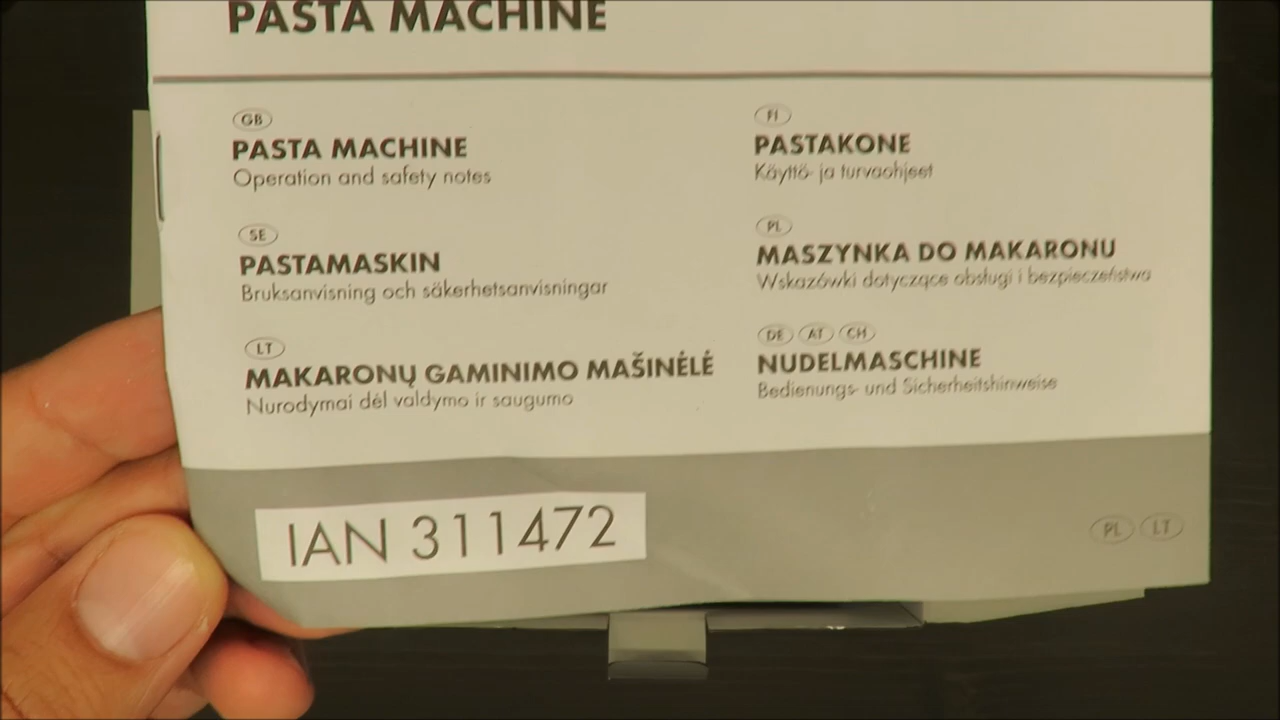 PASTA MACHINE
GB
PASTA MACHINE
Operation and safety notes
SE
PASTAMASKIN
Bruksanvisning och säkerhetsanvisningar
LT
MAKARONŲ GAMINIMO MAŠINĖLĖ
Nurodymai dėl valdymo ir saugumo
FI
PASTAKONE
Käyttö- ja turvaohjeet
PL
MASZYNKA DO MAKARONU
Wskazówki dotyczące obsługi i bezpieczeństwa
DE AT CH
NUDELMASCHINE
Bedienungs- und Sicherheitshinweise
IAN 311472
PL LT